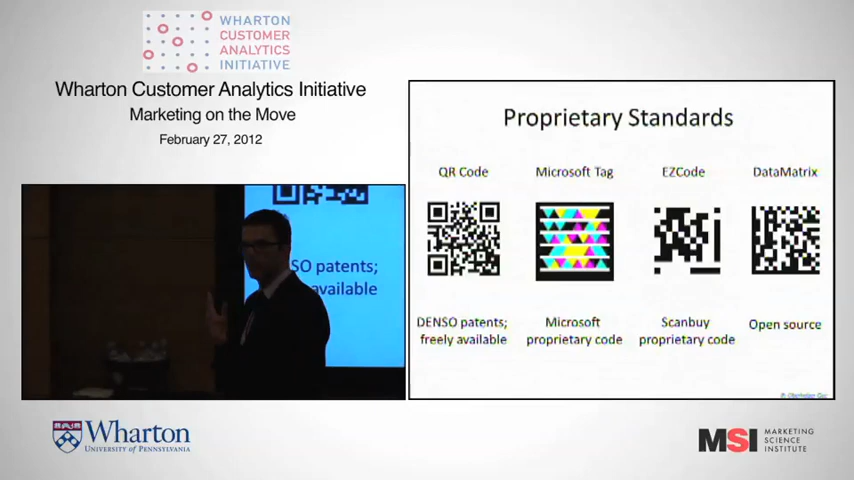 WHARTON
CUSTOMER
ANALYTICS
INITIATIVE
Wharton Customer Analytics Initiative
Marketing on the Move
February 27, 2012
SO patents;
available
Proprietary Standards
QR Code
Microsoft Tag
EZCode
DataMatrix
DENSO patents;
freely available
Microsoft
proprietary code
Scanbuy
proprietary code
Open source
Wharton
UNIVERSITY OF PENNSYLVANIA
MSI
MARKETING
SCIENCE
INSTITUTE